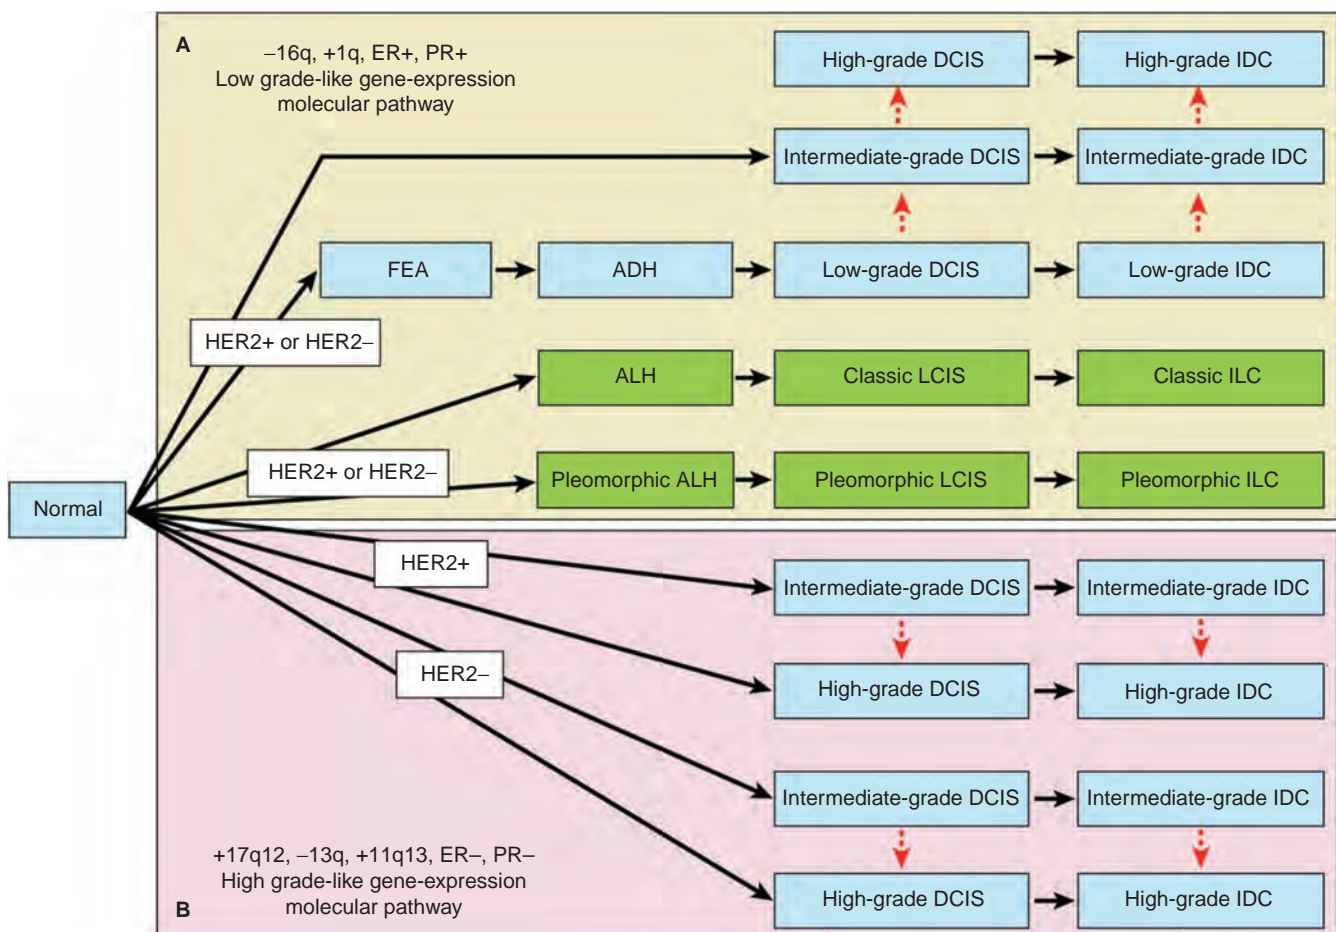 A
–16q, +1q, ER+, PR+
Low grade-like gene-expression
molecular pathway
High-grade DCIS
High-grade IDC
Intermediate-grade DCIS
Intermediate-grade IDC
FEA
ADH
Low-grade DCIS
Low-grade IDC
HER2+ or HER2–
ALH
Classic LCIS
Classic ILC
HER2+ or HER2–
Pleomorphic ALH
Pleomorphic LCIS
Pleomorphic ILC
Normal
HER2+
Intermediate-grade DCIS
Intermediate-grade IDC
HER2–
High-grade DCIS
High-grade IDC
Intermediate-grade DCIS
Intermediate-grade IDC
+17q12, –13q, +11q13, ER–, PR–
High grade-like gene-expression
molecular pathway
B
High-grade DCIS
High-grade IDC